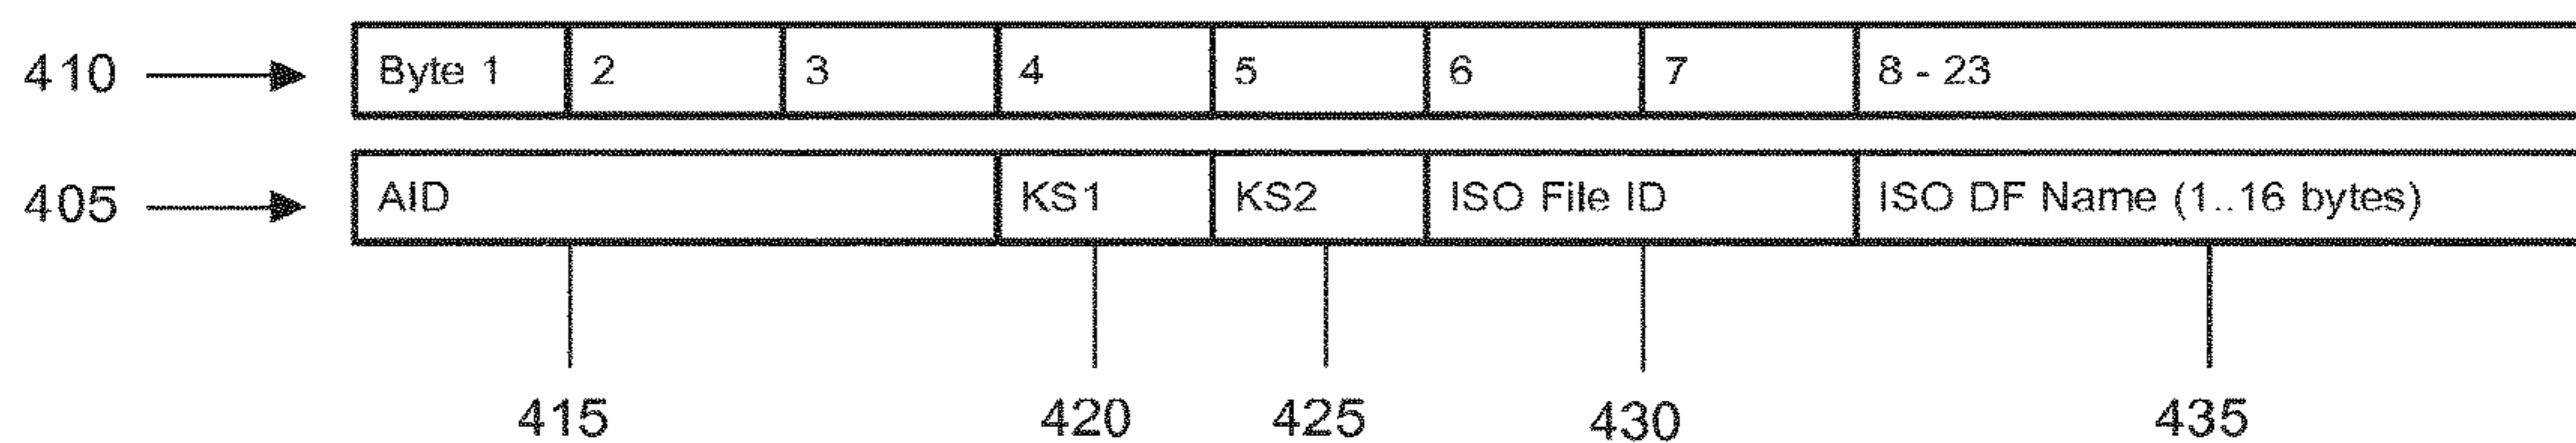 410 Byte 1 2 3 4 5 6 7 8 - 23
405 AID KS1 KS2 ISO File ID ISO DF Name (1..16 bytes)
415 420 425 430 435